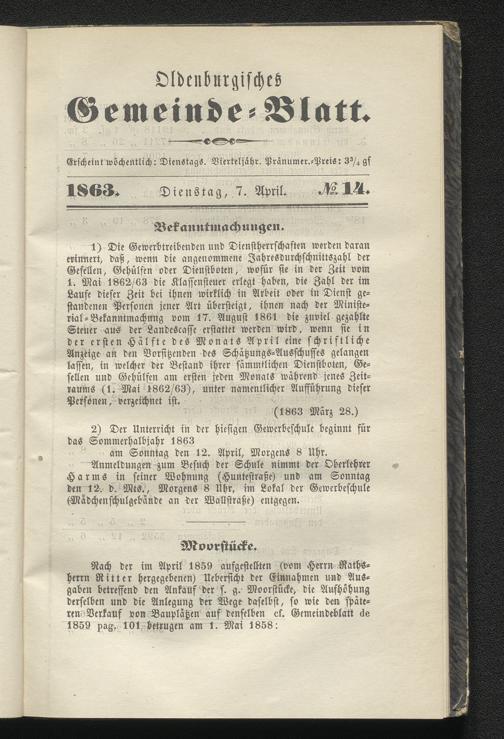 Oldenburgisches
Gemeinde-Blatt.
Erscheint wöchentlich: Dienstags. Vierteljähr. Pränumer.-Preis: 3¾ gſ
1863. Dienstag, 7. April. № 14.
Bekanntmachungen.
1) Die Gewerbtreibenden und Dienstherrschaften werden daran
erinnert, daß, wenn die angenommene Jahresdurchschnittszahl der
Gesellen, Gehülfen oder Dienstboten, wofür sie in der Zeit vom
1. Mai 1862/63 die Klassensteuer erlegt haben, die Zahl der im
Laufe dieser Zeit bei ihnen wirklich in Arbeit oder in Dienst ge-
standenen Personen jener Art übersteigt, ihnen nach der Ministe-
rial-Bekanntmachung vom 17. August 1861 die zuviel gezahlte
Steuer aus der Landescasse erstattet werden wird, wenn sie in
der ersten Hälfte des Monats April eine schriftliche
Anzeige an den Vorsitzenden des Schätzungs-Ausschusses gelangen
lassen, in welcher der Bestand ihrer sämmtlichen Dienstboten, Ge-
sellen und Gehülfen am ersten jeden Monats während jenes Zeit-
raums (1. Mai 1862/63), unter namentlicher Aufführung dieser
Personen, verzeichnet ist.
(1863 März 28.)
2) Der Unterricht in der hiesigen Gewerbeschule beginnt für
das Sommerhalbjahr 1863
am Sonntag den 12. April, Morgens 8 Uhr.
Anmeldungen zum Besuch der Schule nimmt der Oberlehrer
Harms in seiner Wohnung (Huntestraße) und am Sonntag
den 12. d. Mts., Morgens 8 Uhr, im Lokal der Gewerbeschule
(Mädchenschulgebände an der Wallstraße) entgegen.
Moorstücke.
Nach der im April 1859 aufgestellten (vom Herrn Raths-
herrn Ritter hergegebenen) Uebersicht der Einnahmen und Aus-
gaben betreffend den Ankauf der s. g. Moorstücke, die Aufhöhung
derselben und die Anlegung der Wege daselbst, so wie den späte-
ren Verkauf von Bauplätzen auf denselben cf. Gemeindeblatt de
1859 pag. 101 betrugen am 1. Mai 1858: